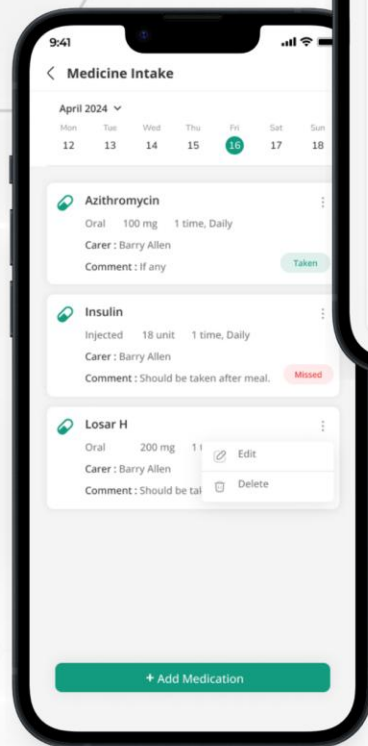 9:41
Medicine Intake
April 2024
Mon Tue Wed Thu Fri Sat Sun
12 13 14 15 16 17 18
Azithromycin
Oral 100 mg 1 time, Daily
Carer : Barry Allen
Comment : If any
Taken
Insulin
Injected 18 unit 1 time, Daily
Carer : Barry Allen
Comment : Should be taken after meal.
Missed
Losar H
Oral 200 mg 1
Edit
Carer : Barry Allen
Delete
Comment : Should be
+ Add Medication